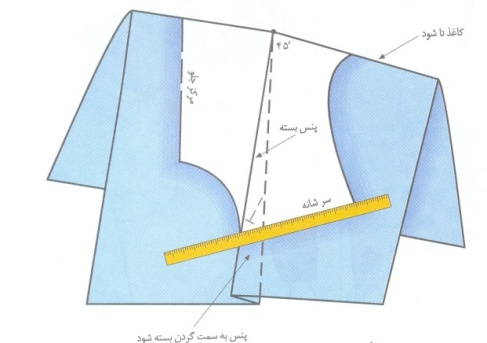 کاغذ تا شود
۴۵′
مرکز جلو
پنس بسته
سر شانه
پنس به سمت گردن بسته شود